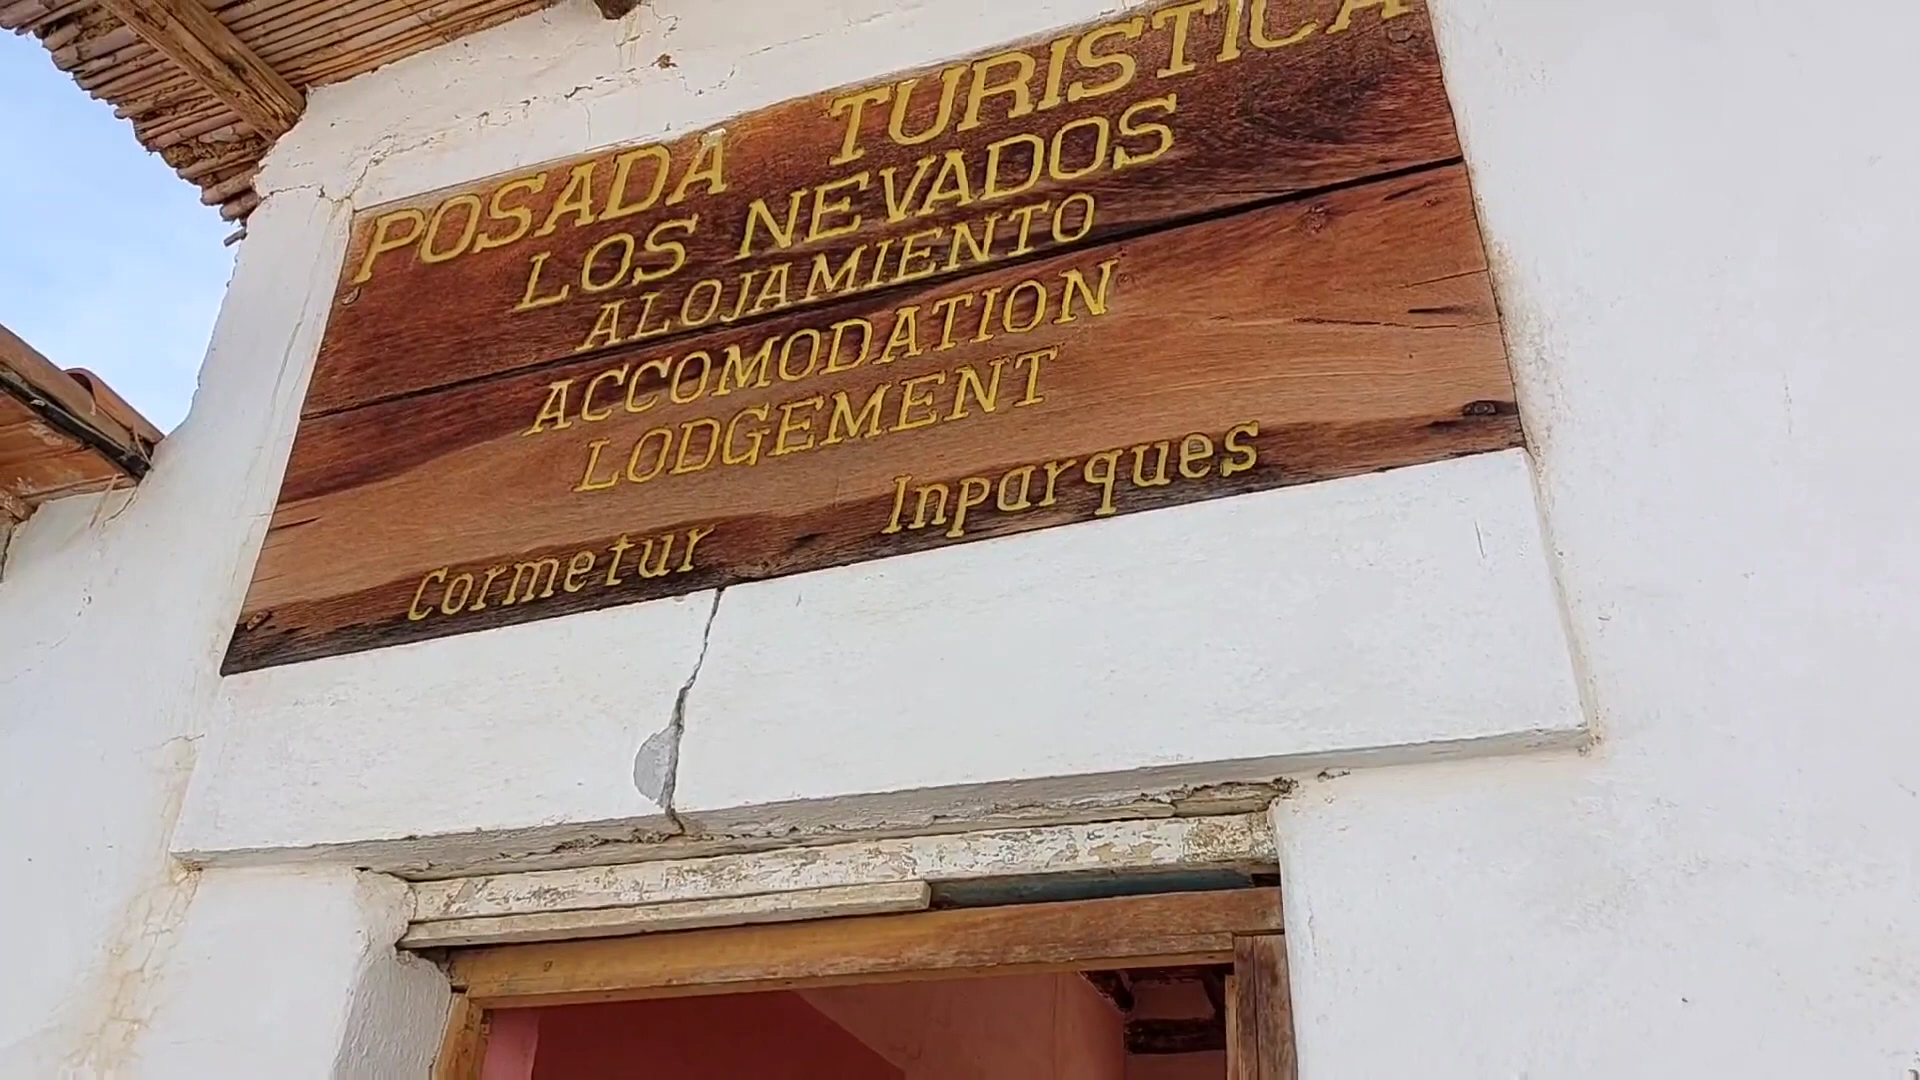 POSADA TURISTICA
LOS NEVADOS
ALOJAMIENTO
ACCOMODATION
LODGEMENT
Cormetur Inparques